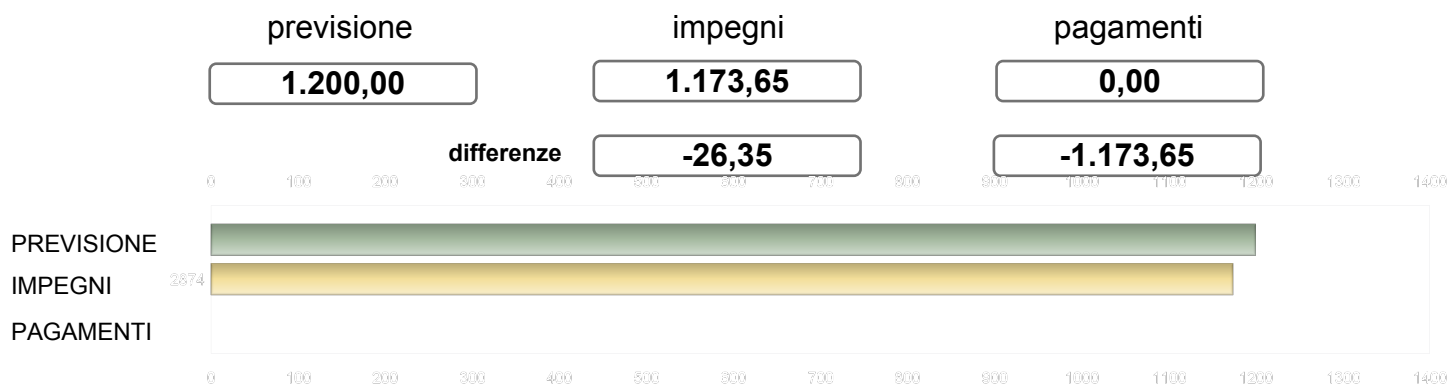 previsione impegni pagamenti
1.200,00 1.173,65 0,00
differenze -26,35 -1.173,65
0 100 200 300 400 500 600 700 800 900 1000 1100 1200 1300 1400
PREVISIONE
IMPEGNI 2874
PAGAMENTI
0 100 200 300 400 500 600 700 800 900 1000 1100 1200 1300 1400